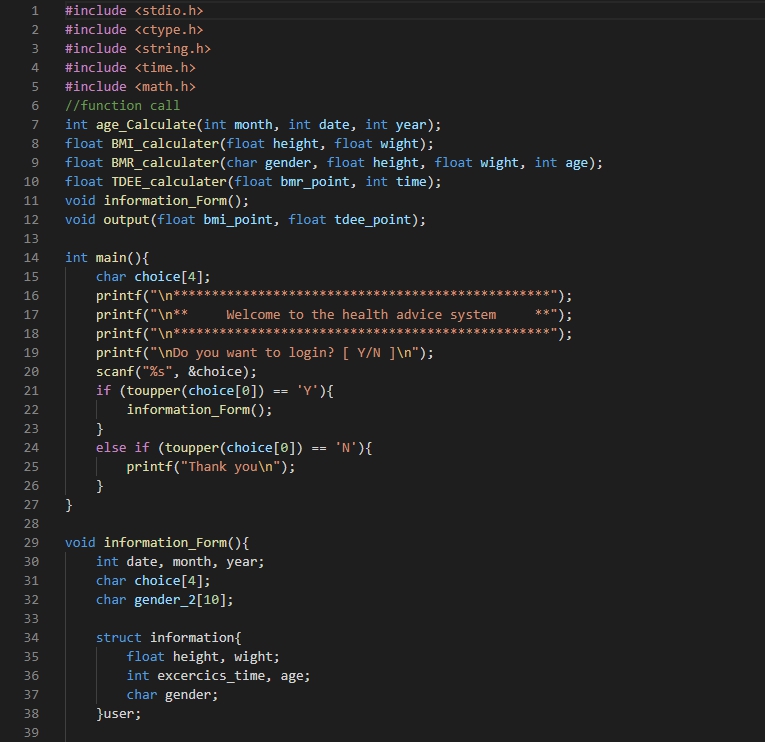 1 #include <stdio.h>
2 #include <ctype.h>
3 #include <string.h>
4 #include <time.h>
5 #include <math.h>
6 //function call
7 int age_Calculate(int month, int date, int year);
8 float BMI_calculater(float height, float wight);
9 float BMR_calculater(char gender, float height, float wight, int age);
10 float TDEE_calculater(float bmr_point, int time);
11 void information_Form();
12 void output(float bmi_point, float tdee_point);
13
14 int main(){
15     char choice[4];
16     printf("\n*************************************************");
17     printf("\n**     Welcome to the health advice system     **");
18     printf("\n*************************************************");
19     printf("\nDo you want to login? [ Y/N ]\n");
20     scanf("%s", &choice);
21     if (toupper(choice[0]) == 'Y'){
22         information_Form();
23     }
24     else if (toupper(choice[0]) == 'N'){
25         printf("Thank you\n");
26     }
27 }
28
29 void information_Form(){
30     int date, month, year;
31     char choice[4];
32     char gender_2[10];
33
34     struct information{
35         float height, wight;
36         int excercics_time, age;
37         char gender;
38     }user;
39